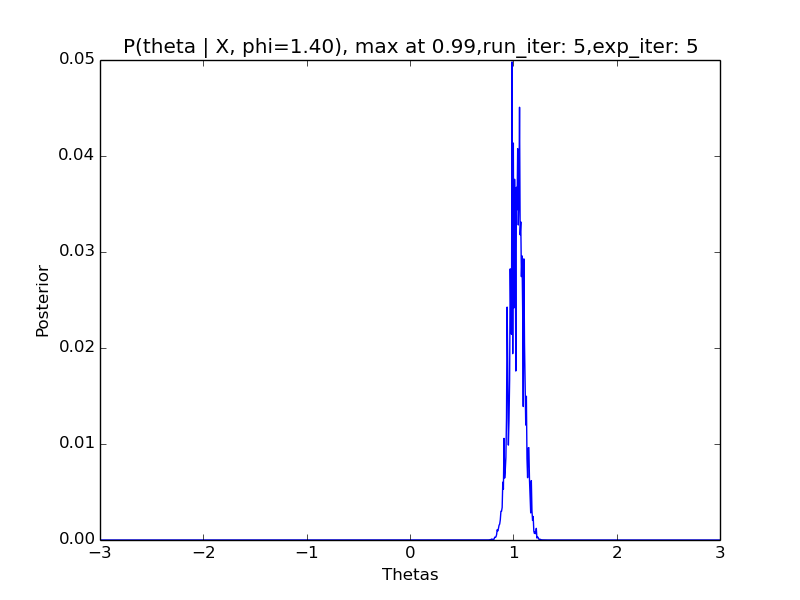 P(theta | X, phi=1.40), max at 0.99,run_iter: 5,exp_iter: 5
0.05
0.04
0.03
0.02
0.01
0.00
Posterior
−3 −2 −1 0 1 2 3
Thetas